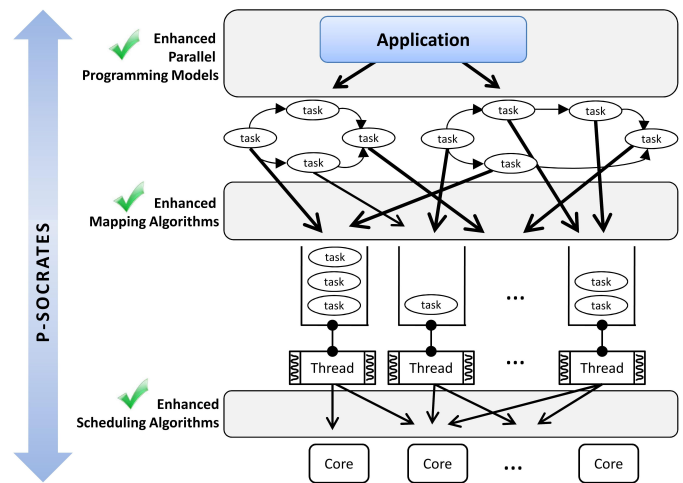 Enhanced
Parallel
Programming Models
Application
task
task
task
task
task
task
task
task
task
Enhanced
Mapping Algorithms
P-SOCRATES
task
task
task
task
task
task
...
Thread
Thread
...
Thread
Enhanced
Scheduling Algorithms
Core
Core
...
Core